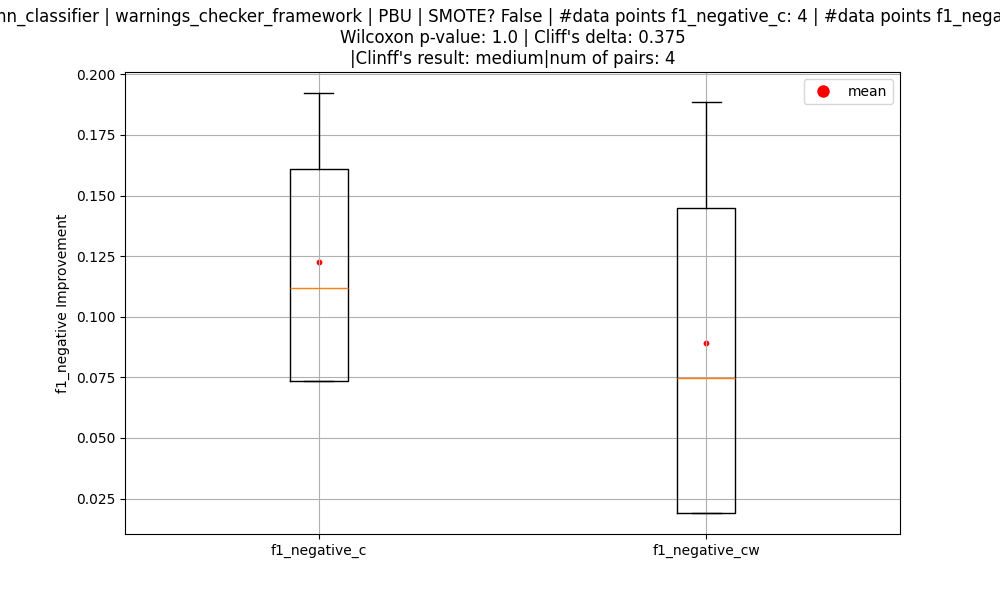 nn_classifier | warnings_checker_framework | PBU | SMOTE? False | #data points f1_negative_c: 4 | #data points f1_nega
Wilcoxon p-value: 1.0 | Cliff's delta: 0.375
|Clinff's result: medium|num of pairs: 4
mean
0.200
0.175
0.150
0.125
0.100
0.075
0.050
0.025
f1_negative Improvement
f1_negative_c
f1_negative_cw